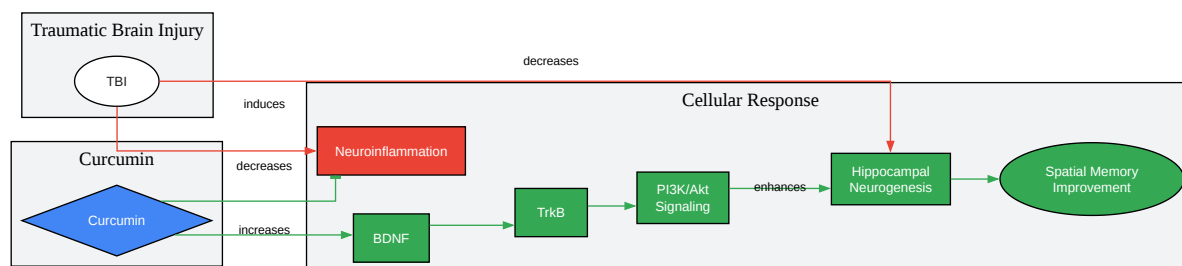 Traumatic Brain Injury
TBI
decreases
induces
Cellular Response
Neuroinflammation
Curcumin
decreases
Curcumin
increases
BDNF
TrkB
PI3K/Akt
Signaling
enhances
Hippocampal
Neurogenesis
Spatial Memory
Improvement